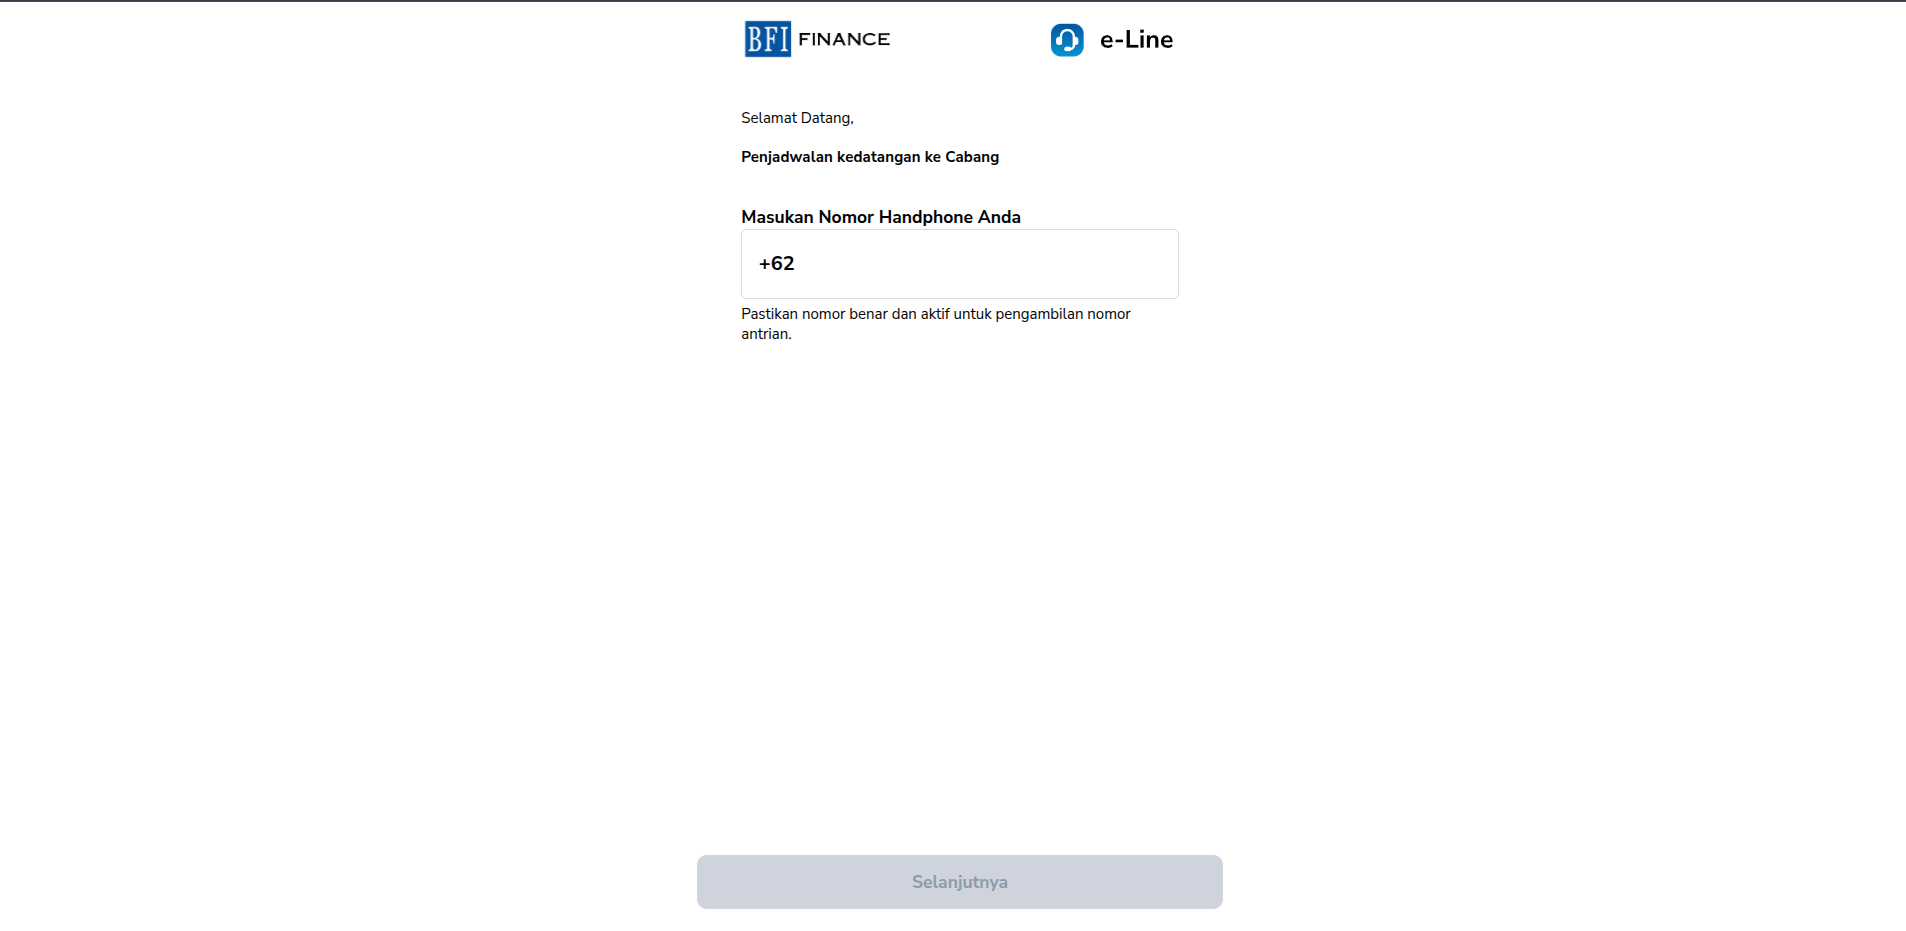 BFI FINANCE e-Line
Selamat Datang,
Penjadwalan kedatangan ke Cabang
Masukan Nomor Handphone Anda
+62
Pastikan nomor benar dan aktif untuk pengambilan nomor
antrian.
Selanjutnya